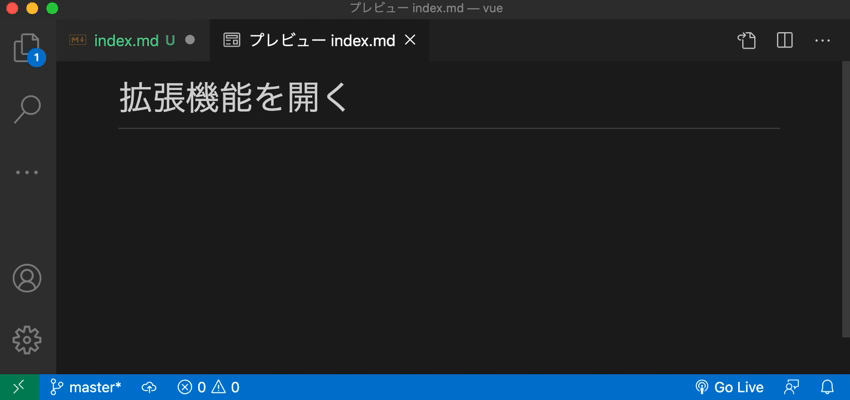 プレビュー index.md — vue
index.md U
プレビュー index.md
拡張機能を開く
1
master*
0
0
Go Live